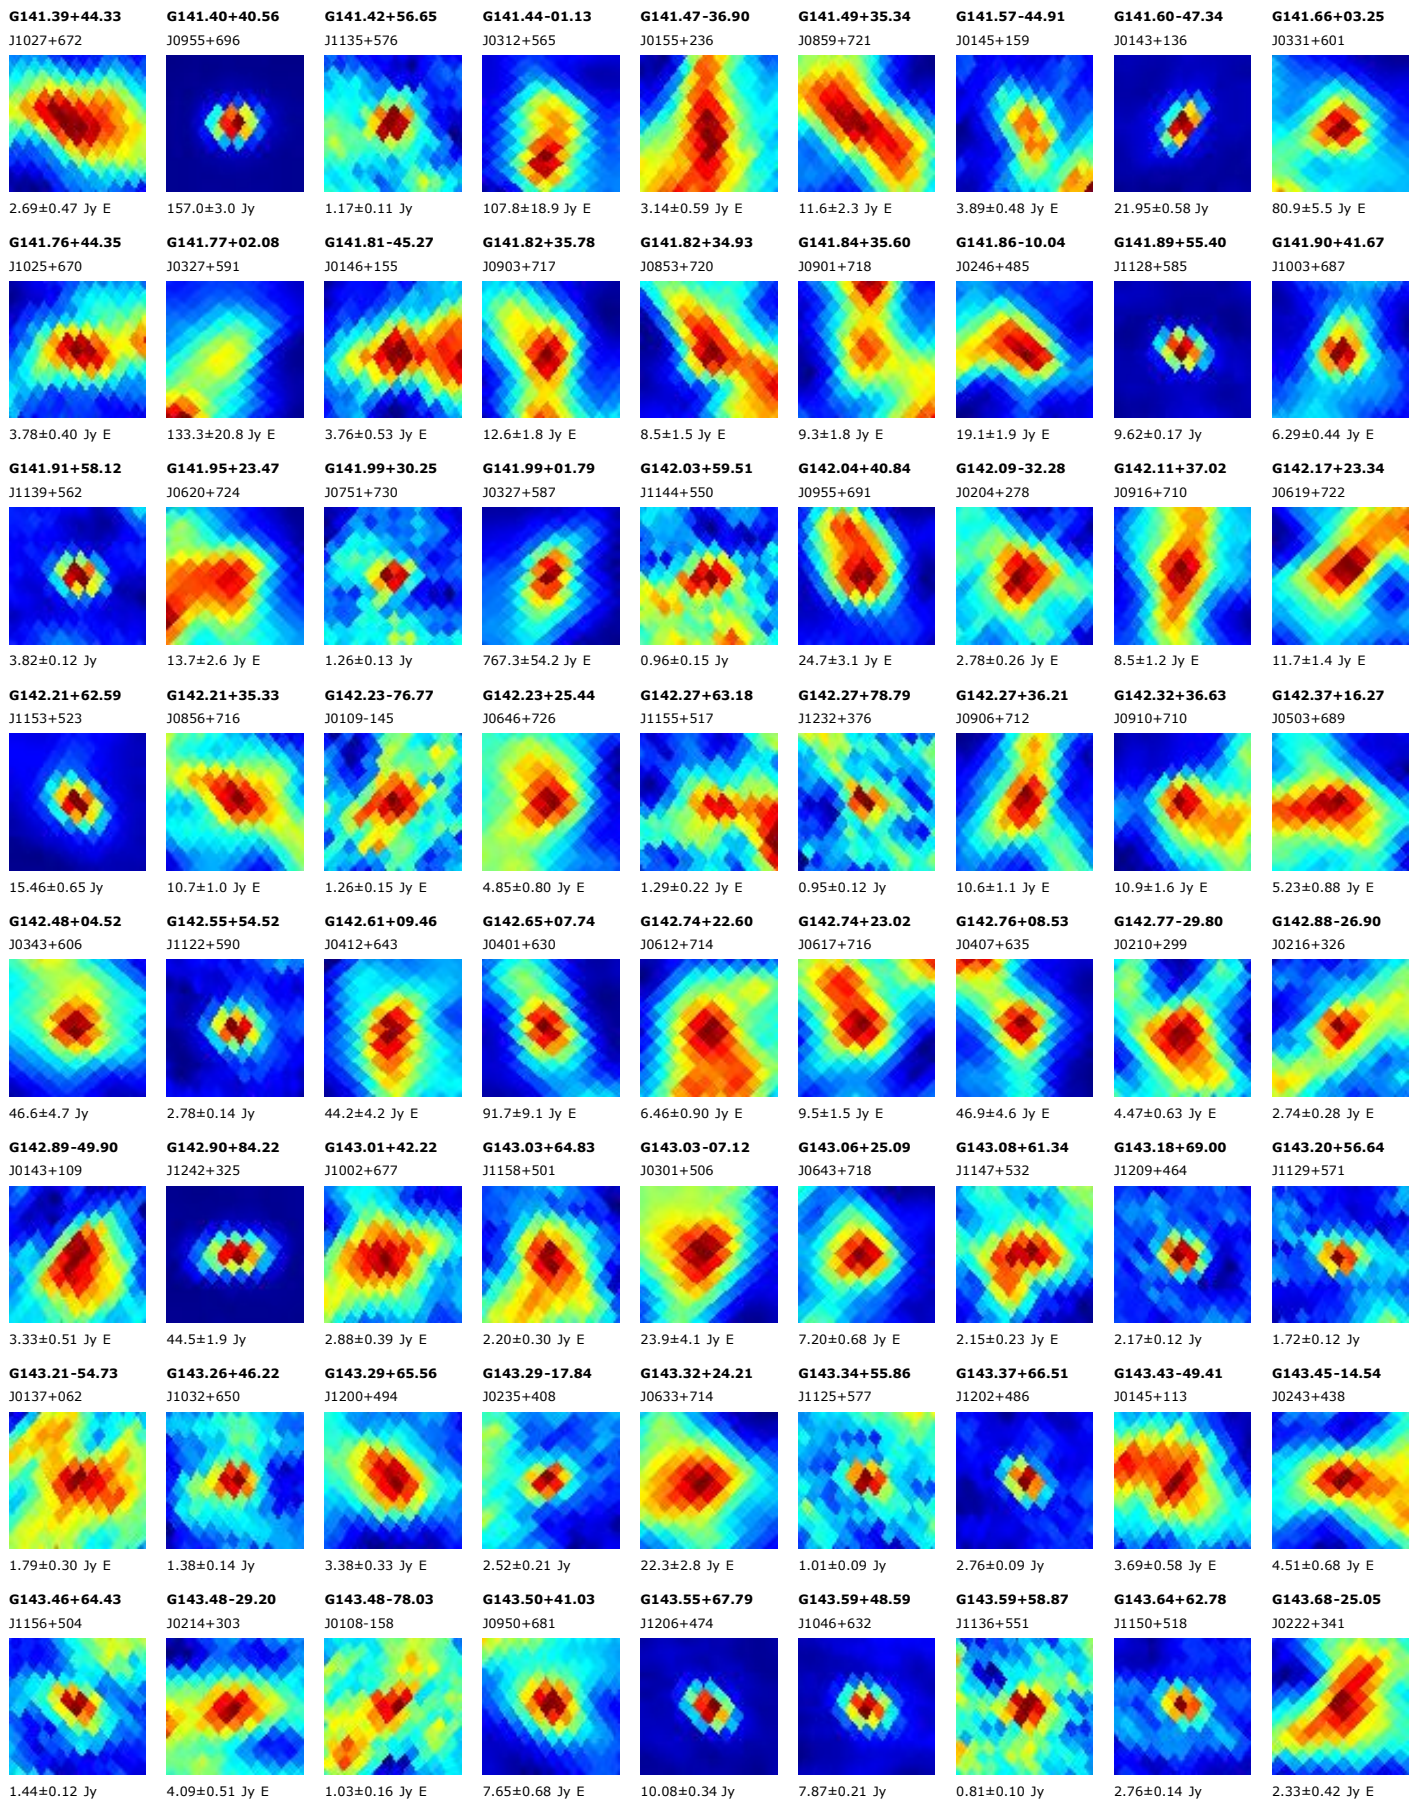 G141.39+44.33 G141.40+40.56 G141.42+56.65 G141.44-01.13 G141.47-36.90 G141.49+35.34 G141.57-44.91 G141.60-47.34 G141.66+03.25
J1027+672 J0955+696 J1135+576 J0312+565 J0155+236 J0859+721 J0145+159 J0143+136 J0331+601
2.69±0.47 Jy E 157.0±3.0 Jy 1.17±0.11 Jy 107.8±18.9 Jy E 3.14±0.59 Jy E 11.6±2.3 Jy E 3.89±0.48 Jy E 21.95±0.58 Jy 80.9±5.5 Jy E
G141.76+44.35 G141.77+02.08 G141.81-45.27 G141.82+35.78 G141.82+34.93 G141.84+35.60 G141.86-10.04 G141.89+55.40 G141.90+41.67
J1025+670 J0327+591 J0146+155 J0903+717 J0853+720 J0901+718 J0246+485 J1128+585 J1003+687
3.78±0.40 Jy E 133.3±20.8 Jy E 3.76±0.53 Jy E 12.6±1.8 Jy E 8.5±1.5 Jy E 9.3±1.8 Jy E 19.1±1.9 Jy E 9.62±0.17 Jy 6.29±0.44 Jy E
G141.91+58.12 G141.95+23.47 G141.99+30.25 G141.99+01.79 G142.03+59.51 G142.04+40.84 G142.09-32.28 G142.11+37.02 G142.17+23.34
J1139+562 J0620+724 J0751+730 J0327+587 J1144+550 J0955+691 J0204+278 J0916+710 J0619+722
3.82±0.12 Jy 13.7±2.6 Jy E 1.26±0.13 Jy 767.3±54.2 Jy E 0.96±0.15 Jy 24.7±3.1 Jy E 2.78±0.26 Jy E 8.5±1.2 Jy E 11.7±1.4 Jy E
G142.21+62.59 G142.21+35.33 G142.23-76.77 G142.23+25.44 G142.27+63.18 G142.27+78.79 G142.27+36.21 G142.32+36.63 G142.37+16.27
J1153+523 J0856+716 J0109-145 J0646+726 J1155+517 J1232+376 J0906+712 J0910+710 J0503+689
15.46±0.65 Jy 10.7±1.0 Jy E 1.26±0.15 Jy E 4.85±0.80 Jy E 1.29±0.22 Jy E 0.95±0.12 Jy 10.6±1.1 Jy E 10.9±1.6 Jy E 5.23±0.88 Jy E
G142.48+04.52 G142.55+54.52 G142.61+09.46 G142.65+07.74 G142.74+22.60 G142.74+23.02 G142.76+08.53 G142.77-29.80 G142.88-26.90
J0343+606 J1122+590 J0412+643 J0401+630 J0612+714 J0617+716 J0407+635 J0210+299 J0216+326
46.6±4.7 Jy 2.78±0.14 Jy 44.2±4.2 Jy E 91.7±9.1 Jy E 6.46±0.90 Jy E 9.5±1.5 Jy E 46.9±4.6 Jy E 4.47±0.63 Jy E 2.74±0.28 Jy E
G142.89-49.90 G142.90+84.22 G143.01+42.22 G143.03+64.83 G143.03-07.12 G143.06+25.09 G143.08+61.34 G143.18+69.00 G143.20+56.64
J0143+109 J1242+325 J1002+677 J1158+501 J0301+506 J0643+718 J1147+532 J1209+464 J1129+571
3.33±0.51 Jy E 44.5±1.9 Jy 2.88±0.39 Jy E 2.20±0.30 Jy E 23.9±4.1 Jy E 7.20±0.68 Jy E 2.15±0.23 Jy E 2.17±0.12 Jy 1.72±0.12 Jy
G143.21-54.73 G143.26+46.22 G143.29+65.56 G143.29-17.84 G143.32+24.21 G143.34+55.86 G143.37+66.51 G143.43-49.41 G143.45-14.54
J0137+062 J1032+650 J1200+494 J0235+408 J0633+714 J1125+577 J1202+486 J0145+113 J0243+438
1.79±0.30 Jy E 1.38±0.14 Jy 3.38±0.33 Jy E 2.52±0.21 Jy 22.3±2.8 Jy E 1.01±0.09 Jy 2.76±0.09 Jy 3.69±0.58 Jy E 4.51±0.68 Jy E
G143.46+64.43 G143.48-29.20 G143.48-78.03 G143.50+41.03 G143.55+67.79 G143.59+48.59 G143.59+58.87 G143.64+62.78 G143.68-25.05
J1156+504 J0214+303 J0108-158 J0950+681 J1206+474 J1046+632 J1136+551 J1150+518 J0222+341
1.44±0.12 Jy 4.09±0.51 Jy E 1.03±0.16 Jy E 7.65±0.68 Jy E 10.08±0.34 Jy 7.87±0.21 Jy 0.81±0.10 Jy 2.76±0.14 Jy 2.33±0.42 Jy E